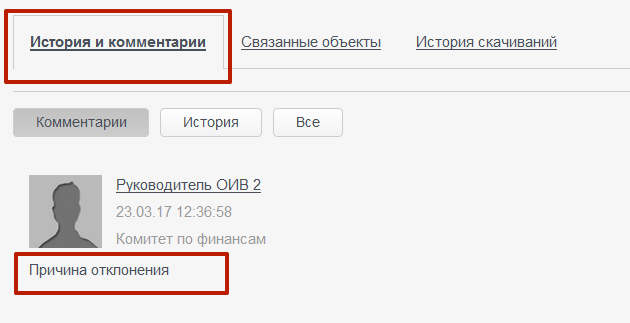 История и комментарии Связанные объекты История скачиваний
Комментарии История Все
Руководитель ОИВ 2
23.03.17 12:36:58
Комитет по финансам
Причина отклонения